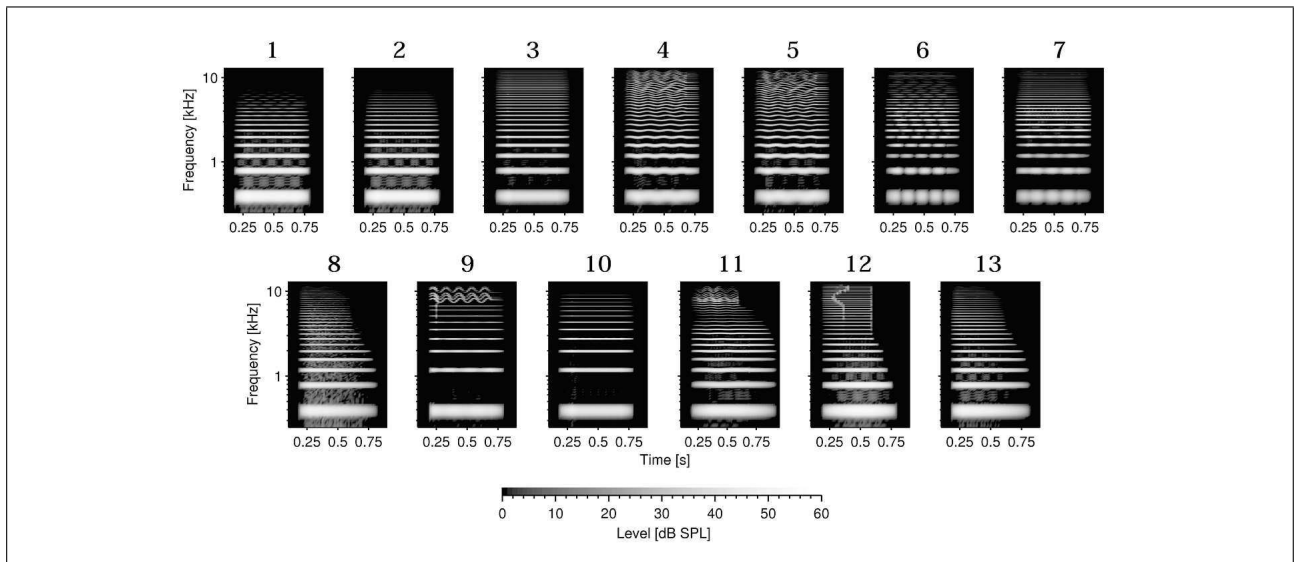 1 2 3 4 5 6 7
10
1
Frequency [kHz]
0.25 0.5 0.75 0.25 0.5 0.75 0.25 0.5 0.75 0.25 0.5 0.75 0.25 0.5 0.75 0.25 0.5 0.75 0.25 0.5 0.75
8 9 10 11 12 13
10
1
Frequency [kHz]
0.25 0.5 0.75 0.25 0.5 0.75 0.25 0.5 0.75 0.25 0.5 0.75 0.25 0.5 0.75 0.25 0.5 0.75
Time [s]
0 10 20 30 40 50 60
Level [dB SPL]